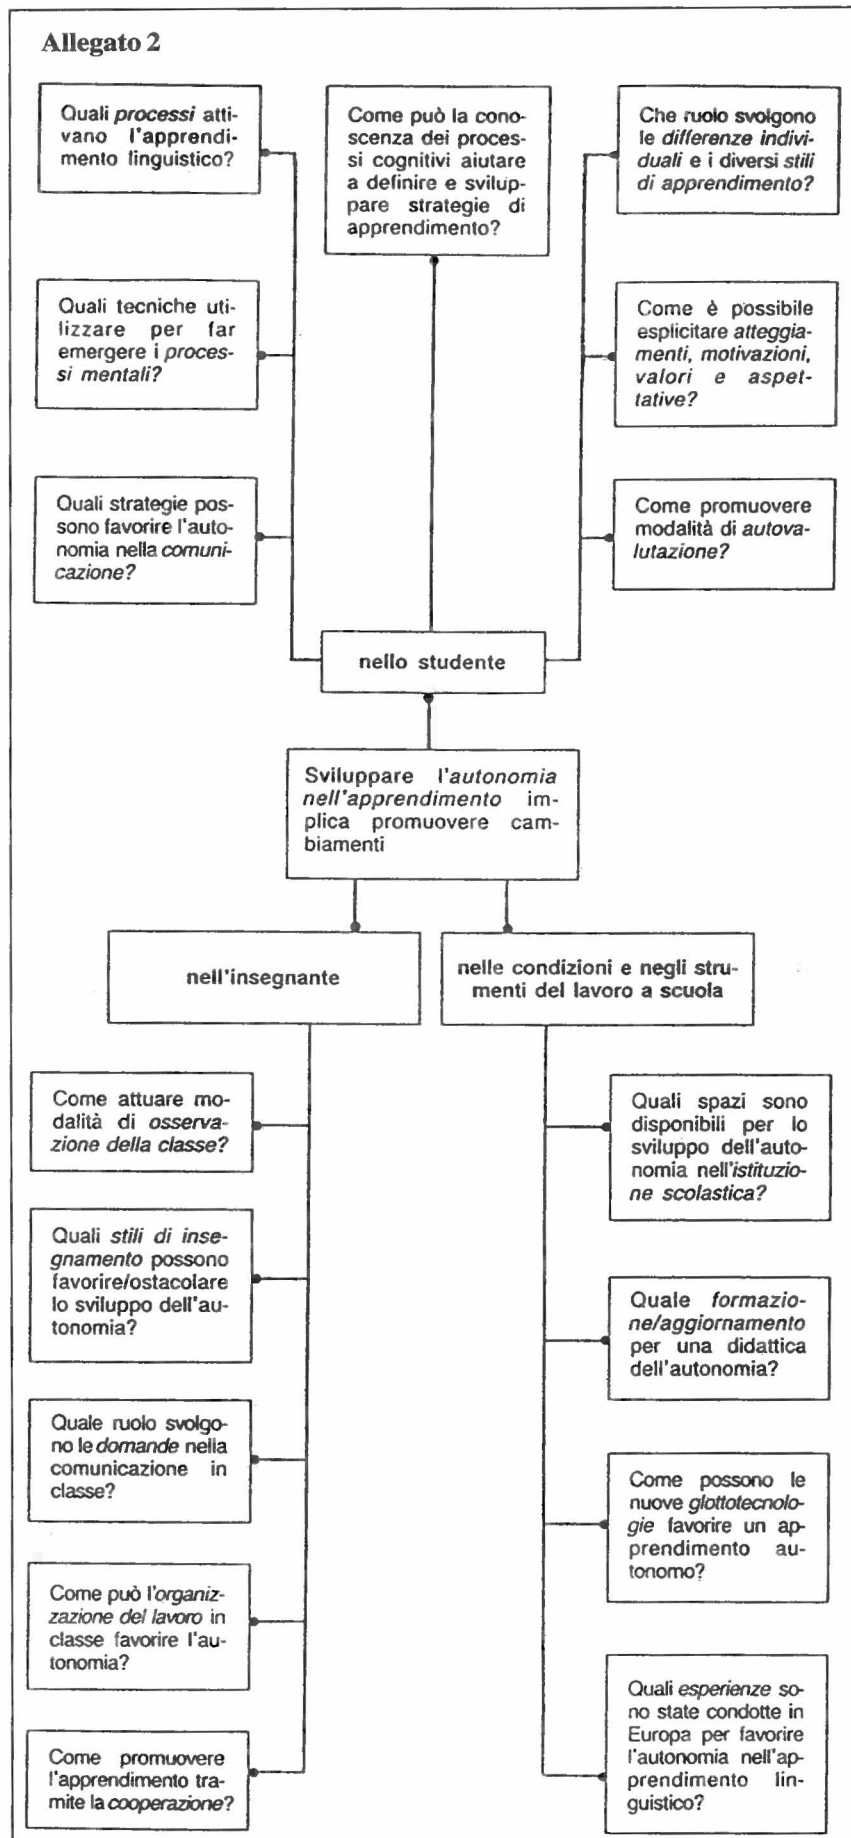 Allegato 2
Quali processi atti-
vano l'apprendi-
mento linguistico?
Come può la cono-
scenza dei proces-
si cognitivi aiutare
a definire e svilup-
pare strategie di
apprendimento?
Che ruolo svolgono
le differenze indivi-
duali e i diversi stili
di apprendimento?
Quali tecniche uti-
lizzare per far
emergere i proces-
si mentali?
Come è possibile
esplicitare atteggia-
menti, motivazioni,
valori e aspet-
tative?
Quali strategie pos-
sono favorire l'auto-
nomia nella comuni-
cazione?
Come promuovere
modalità di autova-
lutazione?
nello studente
Sviluppare l'autonomia
nell'apprendimento im-
plica promuovere cam-
biamenti
nell'insegnante
nelle condizioni e negli stru-
menti del lavoro a scuola
Come attuare mo-
dalità di osserva-
zione della classe?
Quali stili di inse-
gnamento possono
favorire/ostacolare
lo sviluppo dell'au-
tonomia?
Quale ruolo svolgo-
no le domande nella
comunicazione in
classe?
Come può l'organiz-
zazione del lavoro in
classe favorire l'au-
tonomia?
Come promuovere
l'apprendimento tra-
mite la cooperazione?
Quali spazi sono
disponibili per lo
sviluppo dell'auto-
nomia nell'istituzio-
ne scolastica?
Quale formazio-
ne/aggiornamento
per una didattica
dell'autonomia?
Come possono le
nuove glottotecnolo-
gie favorire un ap-
prendimento au-
tonomo?
Quali esperienze so-
no state condotte in
Europa per favorire
l'autonomia nell'ap-
prendimento lin-
guistico?